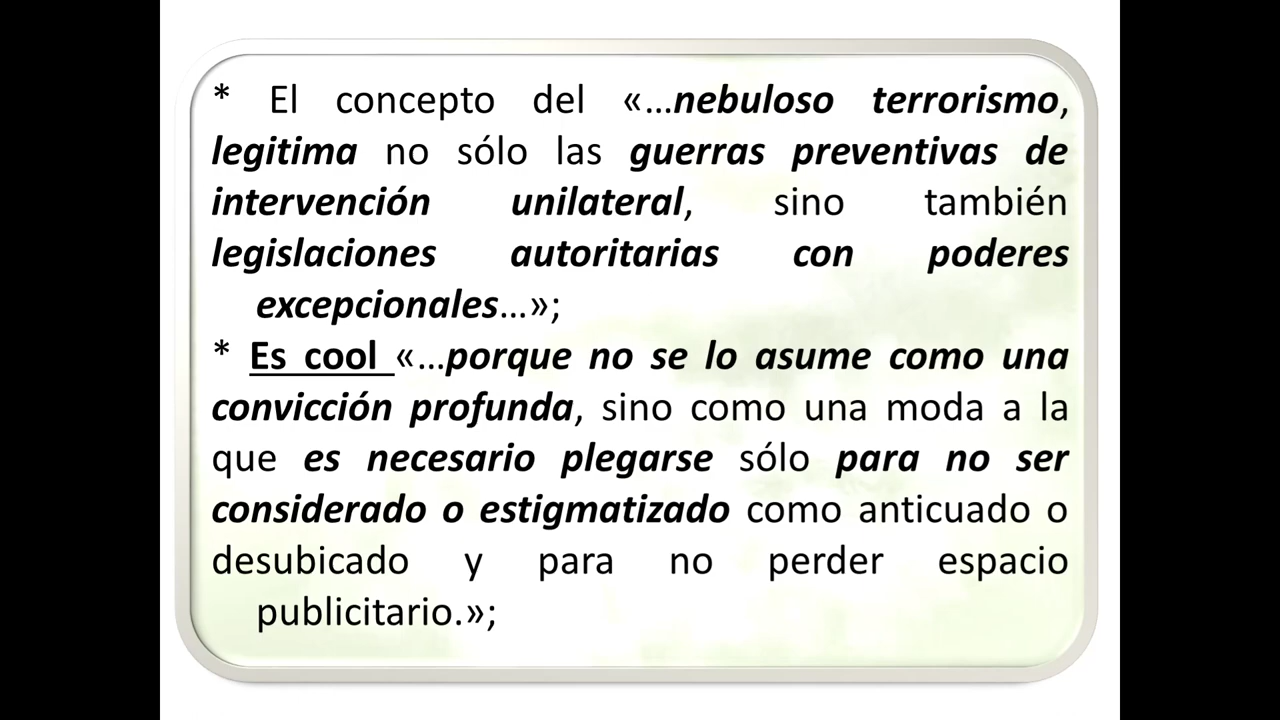 * El concepto del «…nebuloso terrorismo,
legitima no sólo las guerras preventivas de
intervención unilateral, sino también
legislaciones autoritarias con poderes
excepcionales…»;
* Es cool «…porque no se lo asume como una
convicción profunda, sino como una moda a la
que es necesario plegarse sólo para no ser
considerado o estigmatizado como anticuado o
desubicado y para no perder espacio
publicitario.»;